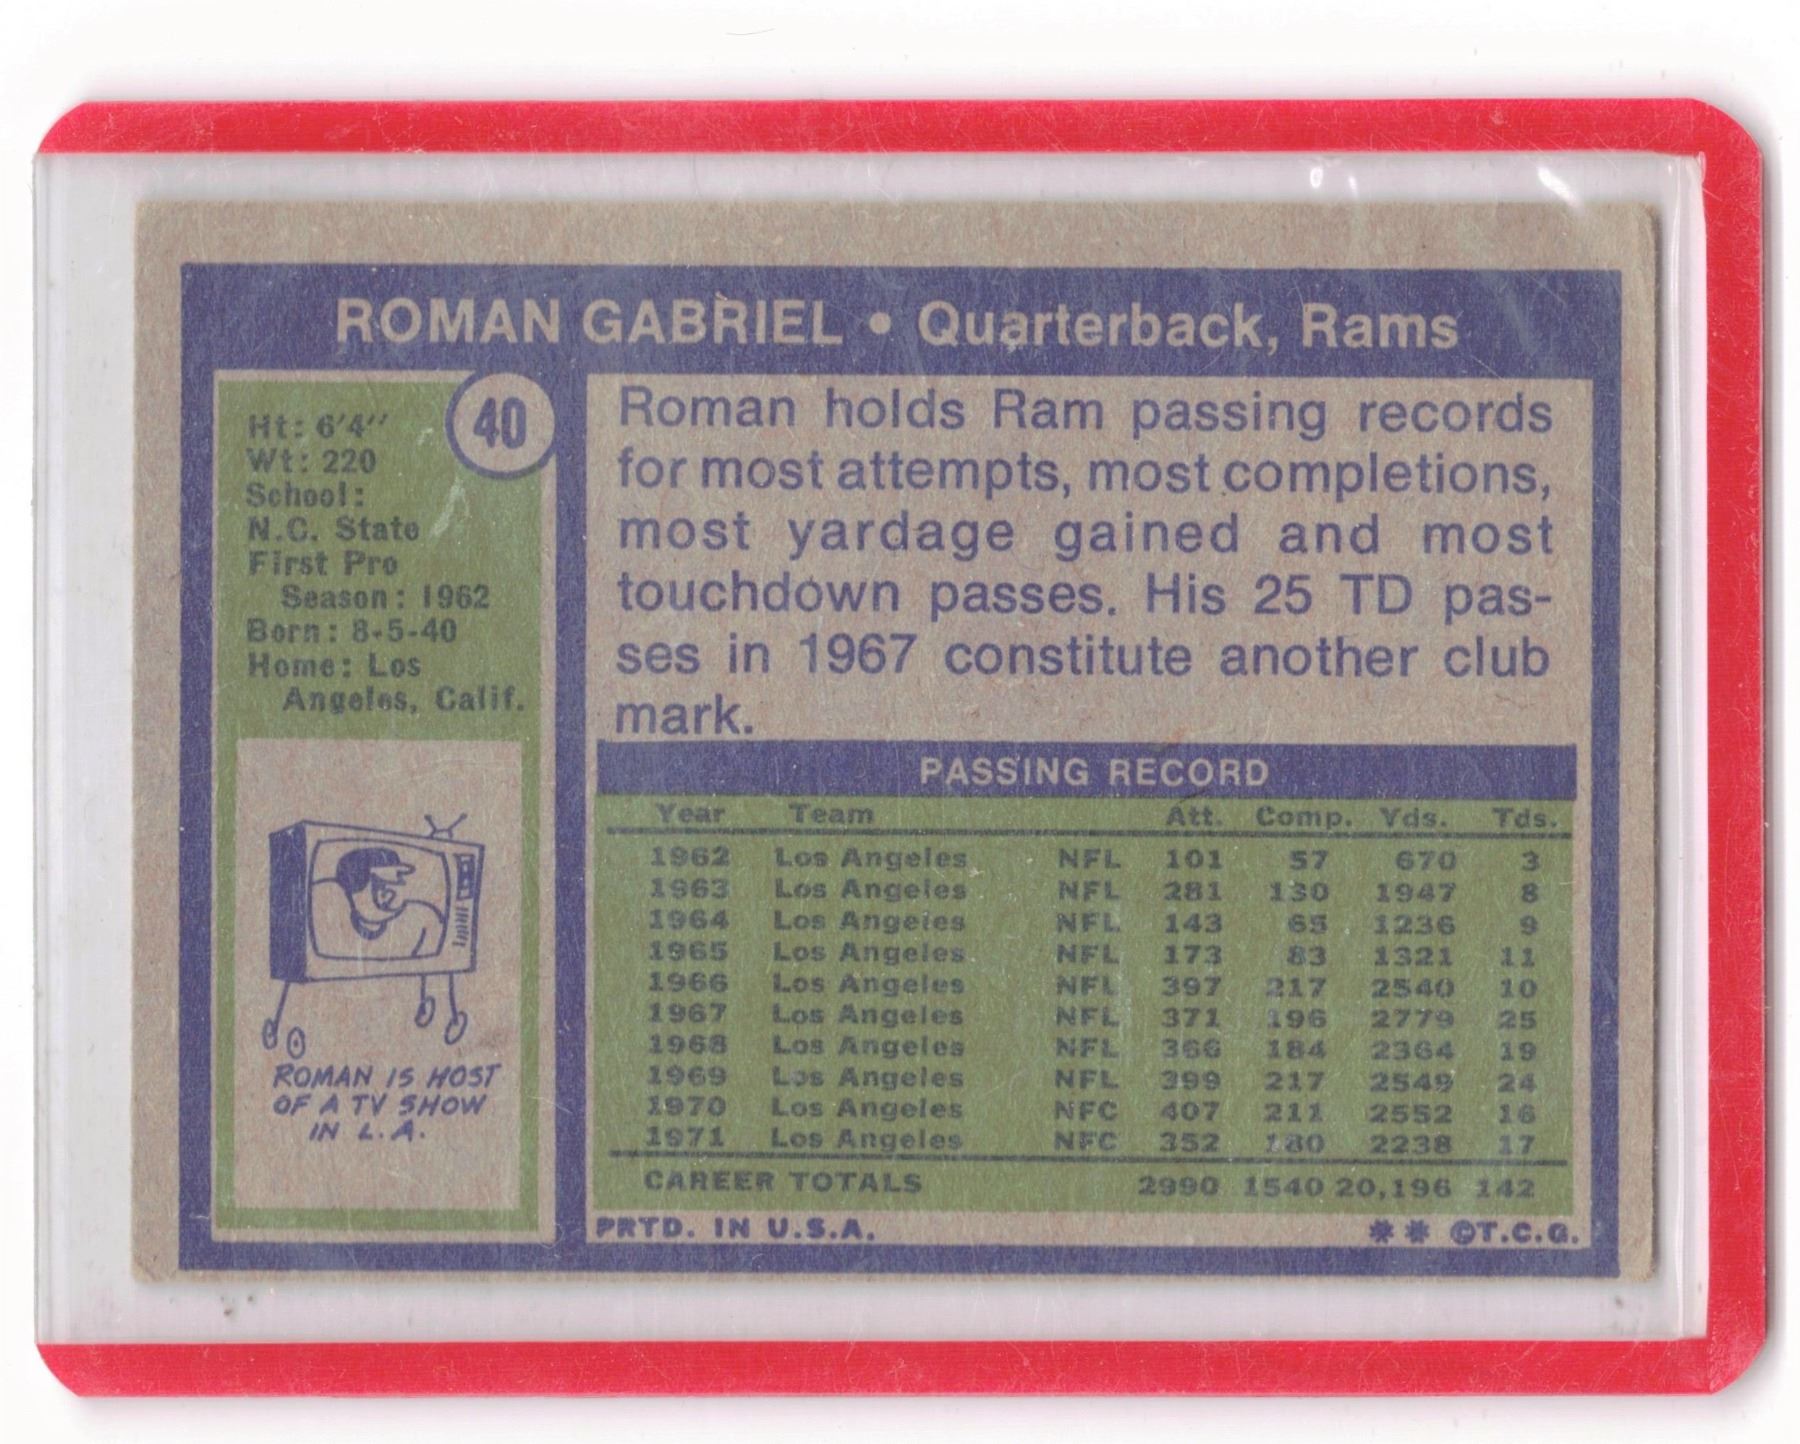 ROMAN GABRIEL • Quarterback, Rams
40
Ht: 6'4"
Wt: 220
School:
N.C. State
First Pro
Season: 1962
Born: 8-5-40
Home: Los
Angeles, Calif.
ROMAN IS HOST
OF A TV SHOW
IN L.A.
Roman holds Ram passing records
for most attempts, most completions,
most yardage gained and most
touchdown passes. His 25 TD pas-
ses in 1967 constitute another club
mark.
PASSING RECORD
Year Team Att. Comp. Yds. Tds.
1962 Los Angeles NFL 101 57 670 3
1963 Los Angeles NFL 281 130 1947 8
1964 Los Angeles NFL 143 65 1236 9
1965 Los Angeles NFL 173 83 1321 11
1966 Los Angeles NFL 397 217 2540 10
1967 Los Angeles NFL 371 196 2779 25
1968 Los Angeles NFL 366 184 2364 19
1969 Los Angeles NFL 399 217 2549 24
1970 Los Angeles NFC 407 211 2552 16
1971 Los Angeles NFC 352 180 2238 17
CAREER TOTALS 2990 1540 20,196 142
PRTD. IN U.S.A. ** ©T.C.G.